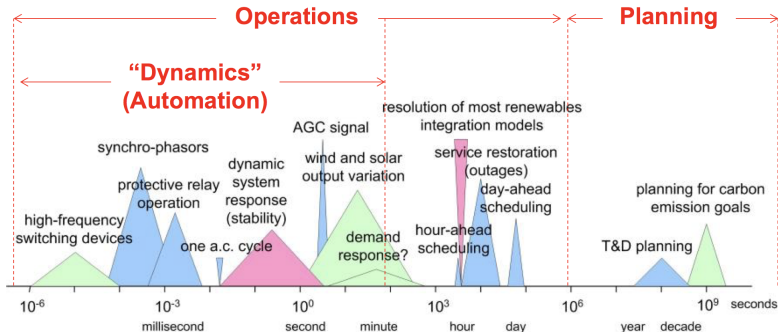 Operations
Planning
“Dynamics”
(Automation)
resolution of most renewables
integration models
AGC signal
synchro-phasors
wind and solar
output variation
service restoration
(outages)
dynamic
system
response
(stability)
protective relay
operation
day-ahead
scheduling
planning for carbon
emission goals
high-frequency
switching devices
one a.c. cycle
demand
response?
hour-ahead
scheduling
T&D planning
10-6
10-3
100
103
106
109
seconds
millisecond
second
minute
hour
day
year
decade